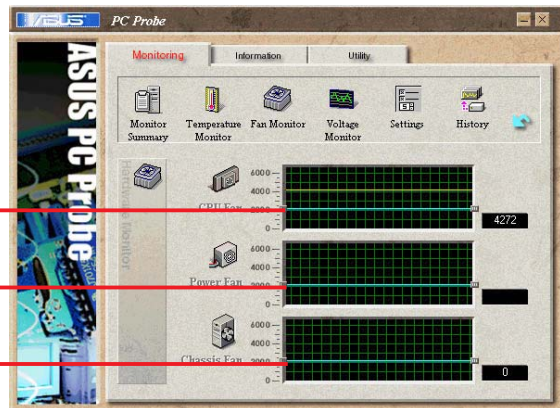 ASUS PC Probe
Monitoring Information Utility
Monitor Summary
Temperature Monitor
Fan Monitor
Voltage Monitor
Settings
History
ASUS PC Probe
Hardware Monitor
6000
4000
2000
0
CPU Fan
4272
6000
4000
2000
0
Power Fan
6000
4000
2000
0
Chassis Fan
0